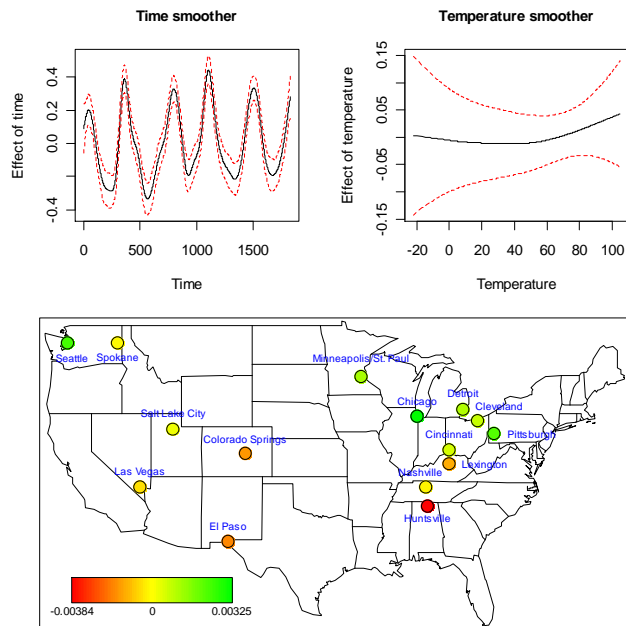 Time smoother
Effect of time
0.4
0.2
0.0
-0.4
0
500
1000
1500
Time
Temperature smoother
Effect of temperature
0.15
0.05
-0.05
-0.15
-20
0
20
40
60
80
100
Temperature
Seattle
Spokane
Minneapolis/St. Paul
Chicago
Detroit
Cleveland
Salt Lake City
Colorado Springs
Cincinnati
Pittsburgh
Las Vegas
Nashville
Lexington
El Paso
Huntsville
-0.00384
0
0.00325